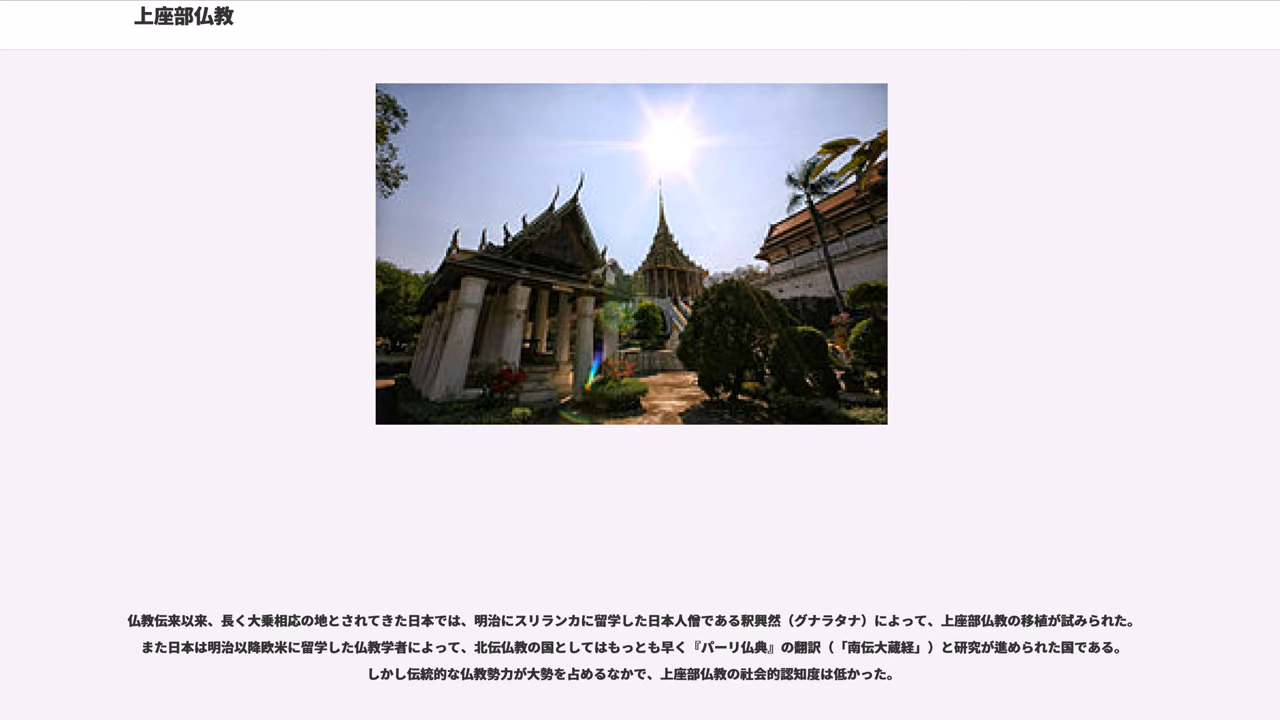 上座部仏教
仏教伝来以来、長く大乗相応の地とされてきた日本では、明治にスリランカに留学した日本人僧である釈興然（グナラタナ）によって、上座部仏教の移植が試みられた。
また日本は明治以降欧米に留学した仏教学者によって、北伝仏教の国としてはもっとも早く『パーリ仏典』の翻訳（「南伝大蔵経」）と研究が進められた国である。
しかし伝統的な仏教勢力が大勢を占めるなかで、上座部仏教の社会的認知度は低かった。